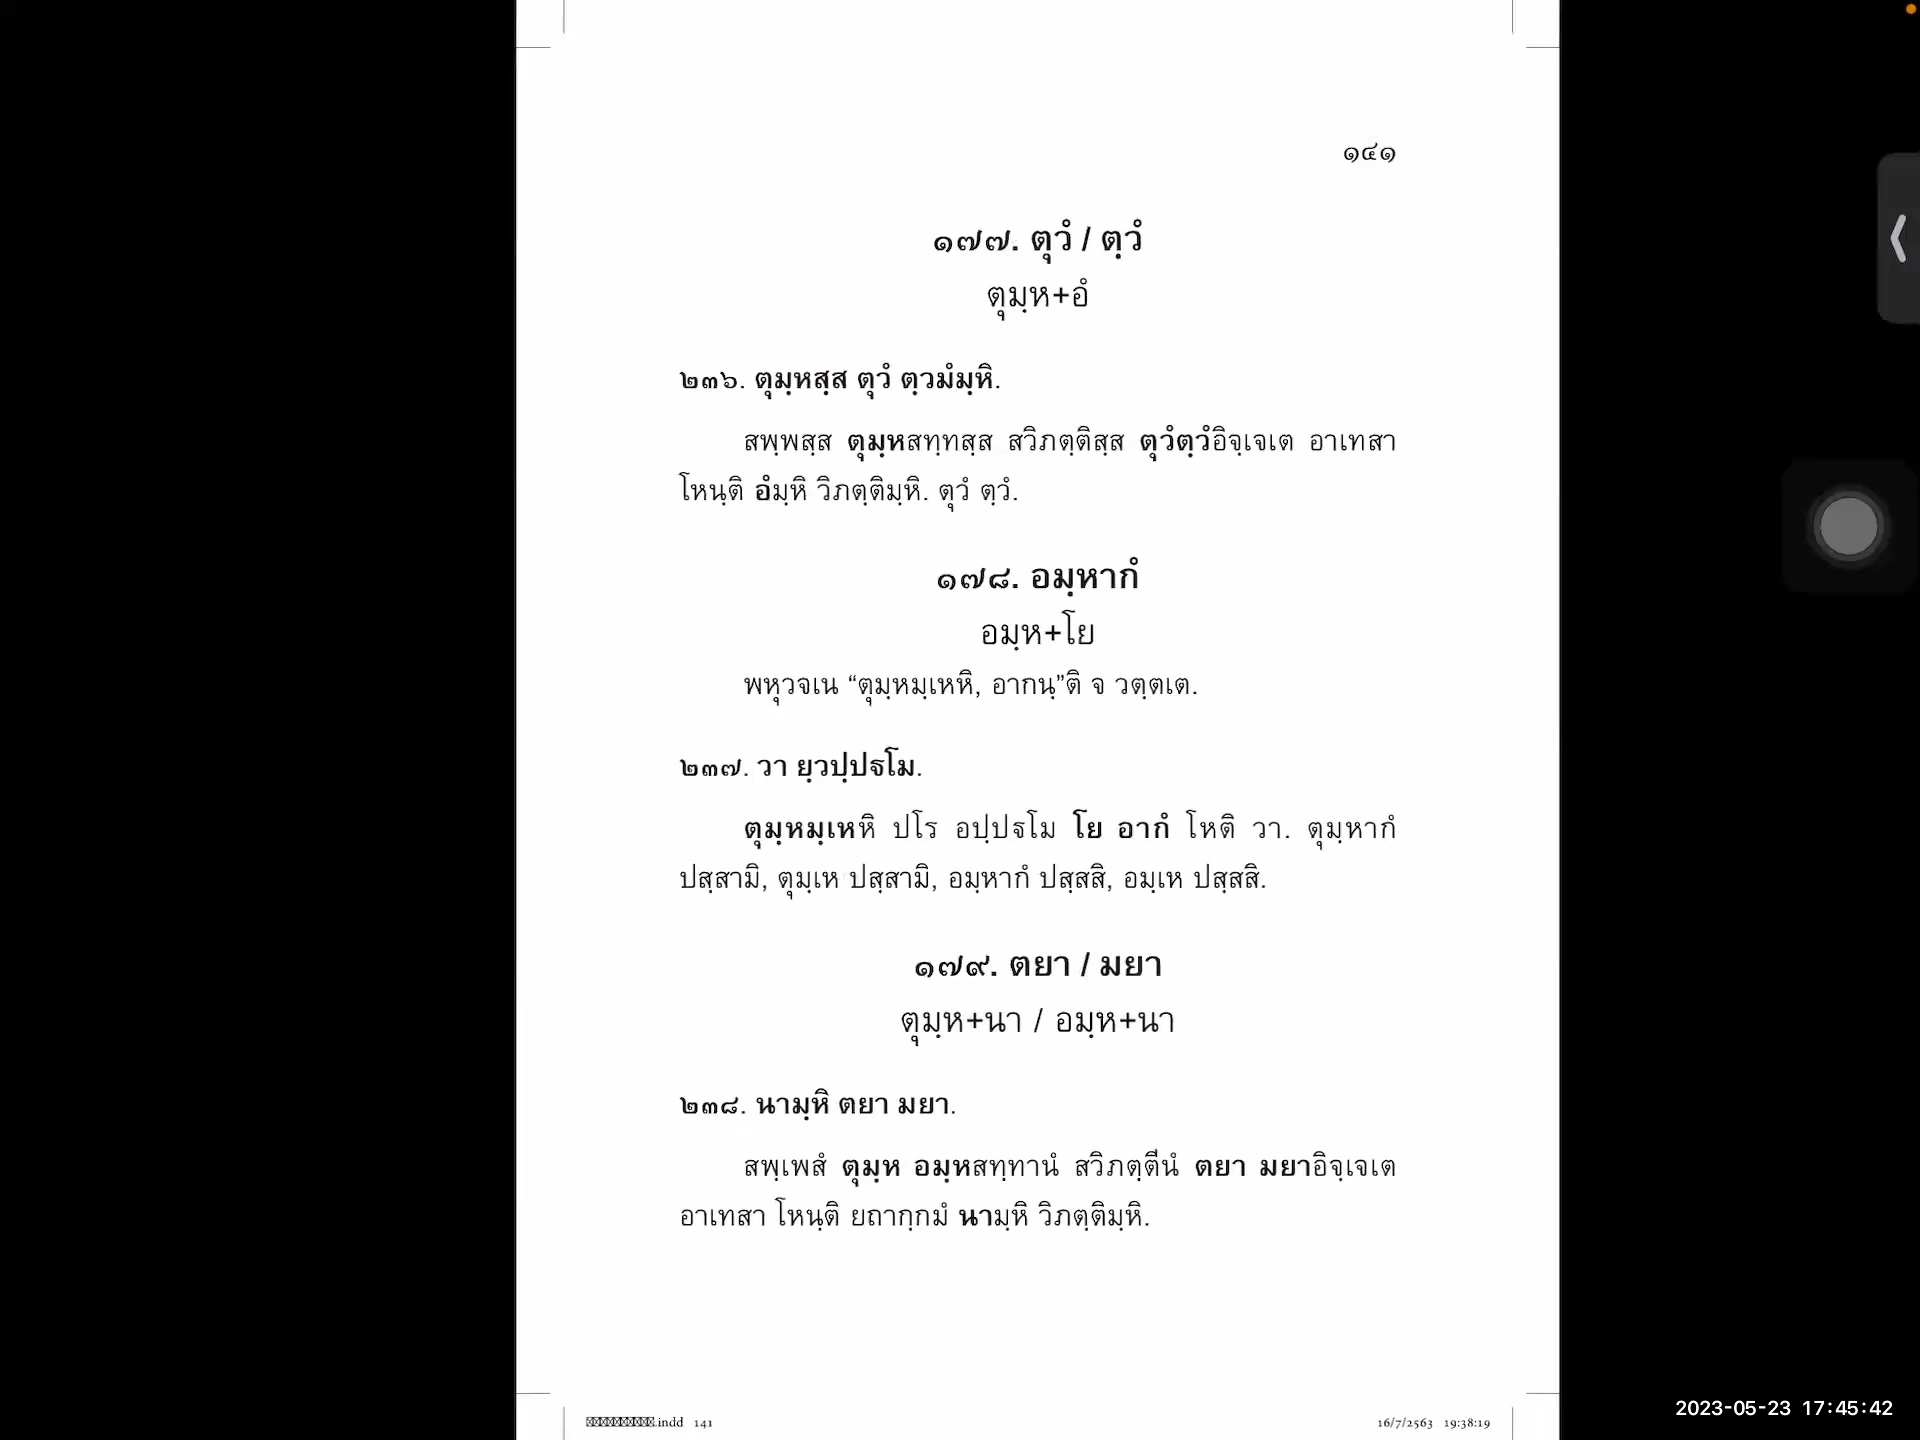 ๑๔๑
๑๗๗. ตุวํ / ตฺวํ
ตุมฺห+อํ
๒๓๖. ตุมฺหสฺส ตุวํ ตฺวมํมฺหิ.
สพฺพสฺส ตุมฺหสทฺทสฺส สวิภตฺติสฺส ตุวํตฺวํอิจฺเจเต อาเทสา
โหนฺติ อํมฺหิ วิภตฺติมฺหิ. ตุวํ ตฺวํ.
๑๗๘. อมฺหากํ
อมฺห+โย
พหุวจเน “ตุมฺหมฺเหหิ, อากนฺ”ติ จ วตฺตเต.
๒๓๗. วา ยฺวปฺปฐโม.
ตุมฺหมฺเหหิ ปโร อปฺปฐโม โย อากํ โหติ วา. ตุมฺหากํ
ปสฺสามิ, ตุมฺเห ปสฺสามิ, อมฺหากํ ปสฺสสิ, อมฺเห ปสฺสสิ.
๑๗๙. ตยา / มยา
ตุมฺห+นา / อมฺห+นา
๒๓๘. นามฺหิ ตยา มยา.
สพฺเพสํ ตุมฺห อมฺหสทฺทานํ สวิภตฺตีนํ ตยา มยาอิจฺเจเต
อาเทสา โหนฺติ ยถากฺกมํ นามฺหิ วิภตฺติมฺหิ.
.indd 141
16/7/2563 19:38:19
2023-05-23 17:45:42